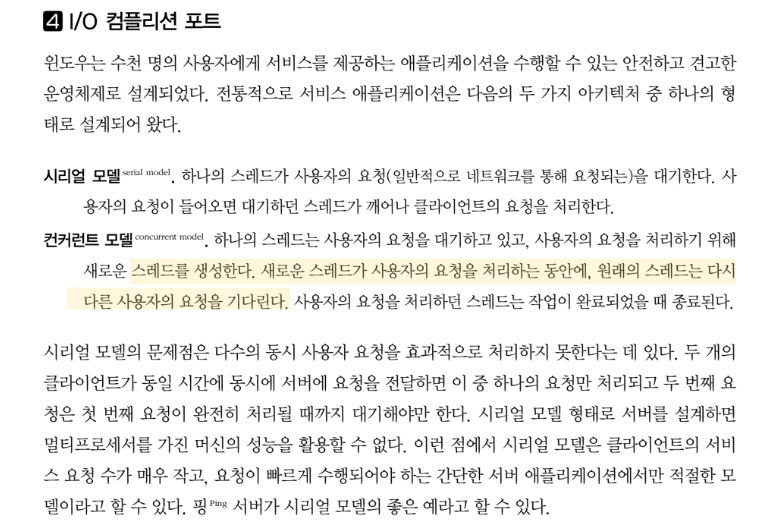 4 I/O 컴플리션 포트
윈도우는 수천 명의 사용자에게 서비스를 제공하는 애플리케이션을 수행할 수 있는 안전하고 견고한
운영체제로 설계되었다. 전통적으로 서비스 애플리케이션은 다음의 두 가지 아키텍처 중 하나의 형
태로 설계되어 왔다.
시리얼 모델serial model. 하나의 스레드가 사용자의 요청(일반적으로 네트워크를 통해 요청되는)을 대기한다. 사
용자의 요청이 들어오면 대기하던 스레드가 깨어나 클라이언트의 요청을 처리한다.
컨커런트 모델concurrent model. 하나의 스레드는 사용자의 요청을 대기하고 있고, 사용자의 요청을 처리하기 위해
새로운 스레드를 생성한다. 새로운 스레드가 사용자의 요청을 처리하는 동안에, 원래의 스레드는 다시
다른 사용자의 요청을 기다린다. 사용자의 요청을 처리하던 스레드는 작업이 완료되었을 때 종료된다.
시리얼 모델의 문제점은 다수의 동시 사용자 요청을 효과적으로 처리하지 못한다는 데 있다. 두 개의
클라이언트가 동일 시간에 동시에 서버에 요청을 전달하면 이 중 하나의 요청만 처리되고 두 번째 요
청은 첫 번째 요청이 완전히 처리될 때까지 대기해야만 한다. 시리얼 모델 형태로 서버를 설계하면
멀티프로세서를 가진 머신의 성능을 활용할 수 없다. 이런 점에서 시리얼 모델은 클라이언트의 서비
스 요청 수가 매우 작고, 요청이 빠르게 수행되어야 하는 간단한 서버 애플리케이션에서만 적절한 모
델이라고 할 수 있다. 핑Ping 서버가 시리얼 모델의 좋은 예라고 할 수 있다.